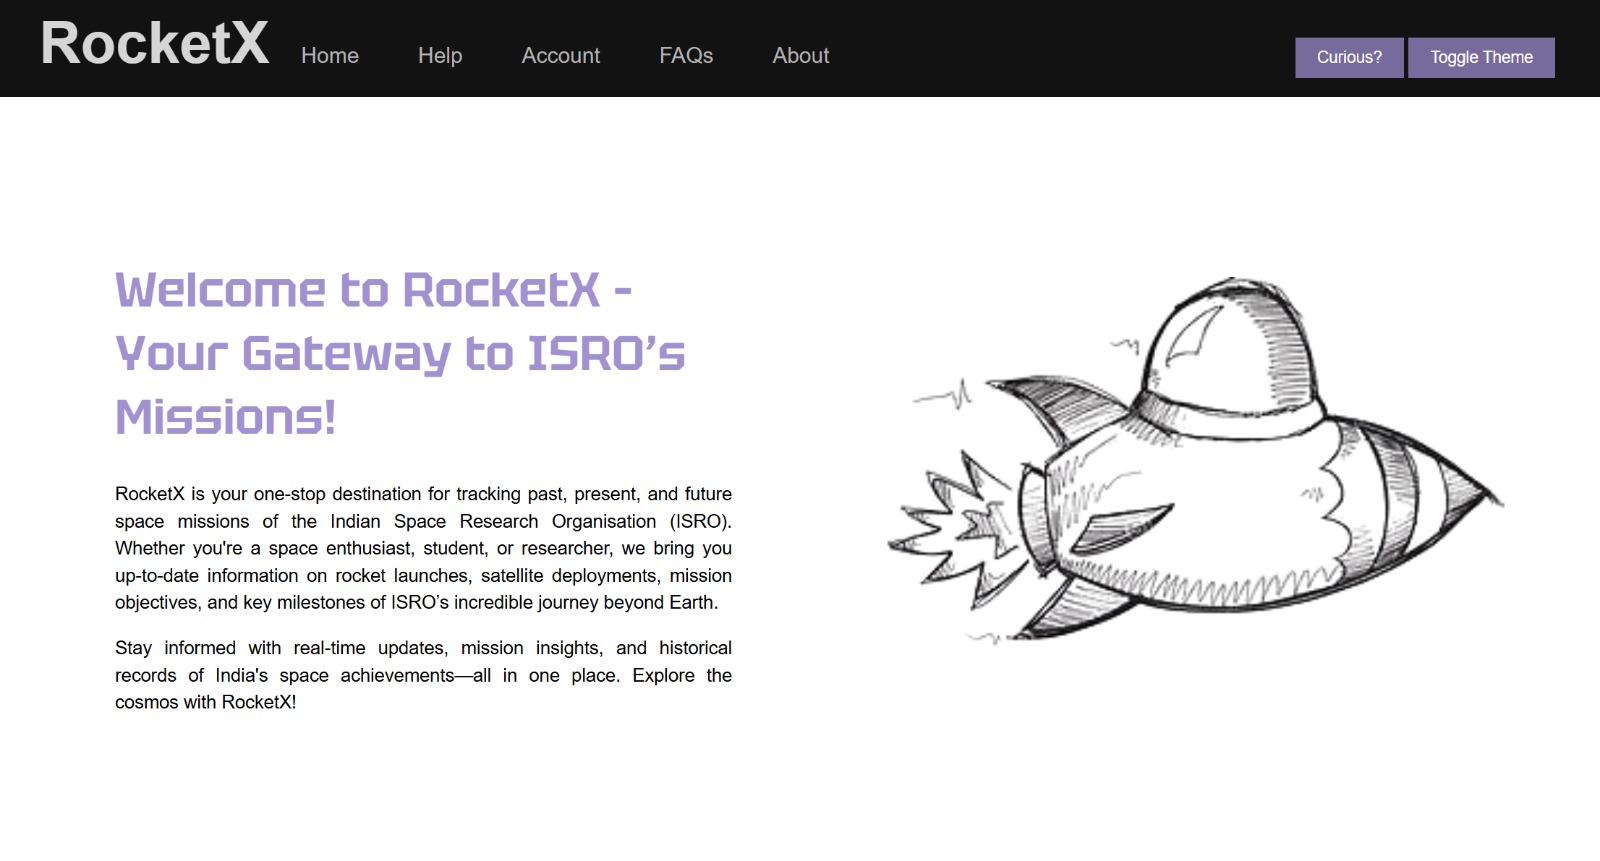 RocketX
Home Help Account FAQs About
Curious? Toggle Theme
Welcome to RocketX -
Your Gateway to ISRO’s
Missions!
RocketX is your one-stop destination for tracking past, present, and future
space missions of the Indian Space Research Organisation (ISRO).
Whether you're a space enthusiast, student, or researcher, we bring you
up-to-date information on rocket launches, satellite deployments, mission
objectives, and key milestones of ISRO’s incredible journey beyond Earth.
Stay informed with real-time updates, mission insights, and historical
records of India's space achievements—all in one place. Explore the
cosmos with RocketX!